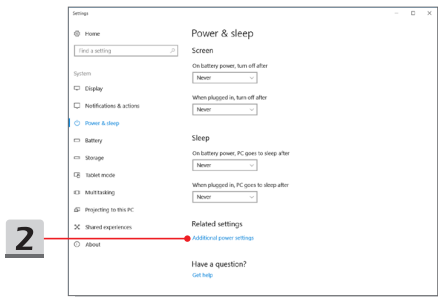 Settings
Home
Find a setting
System
Display
Notifications & actions
Power & sleep
Battery
Storage
Tablet mode
Multitasking
Projecting to this PC
Shared experiences
About
Power & sleep
Screen
On battery power, turn off after
Never
When plugged in, turn off after
Never
Sleep
On battery power, PC goes to sleep after
Never
When plugged in, PC goes to sleep after
Never
Related settings
Additional power settings
Have a question?
Get help
2